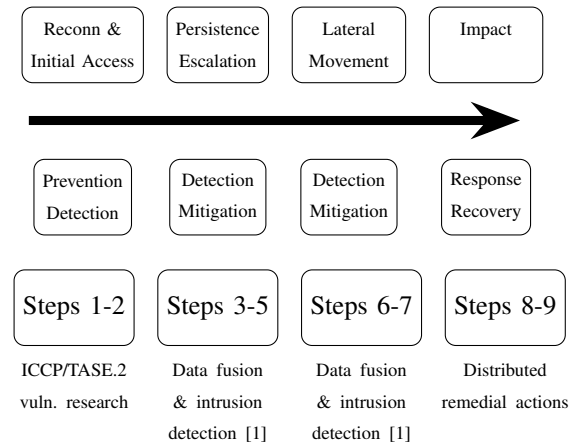 Reconn &
Initial Access
Persistence
Escalation
Lateral
Movement
Impact
Prevention
Detection
Detection
Mitigation
Detection
Mitigation
Response
Recovery
Steps 1-2
Steps 3-5
Steps 6-7
Steps 8-9
ICCP/TASE.2
vuln. research
Data fusion
& intrusion
detection [1]
Data fusion
& intrusion
detection [1]
Distributed
remedial actions